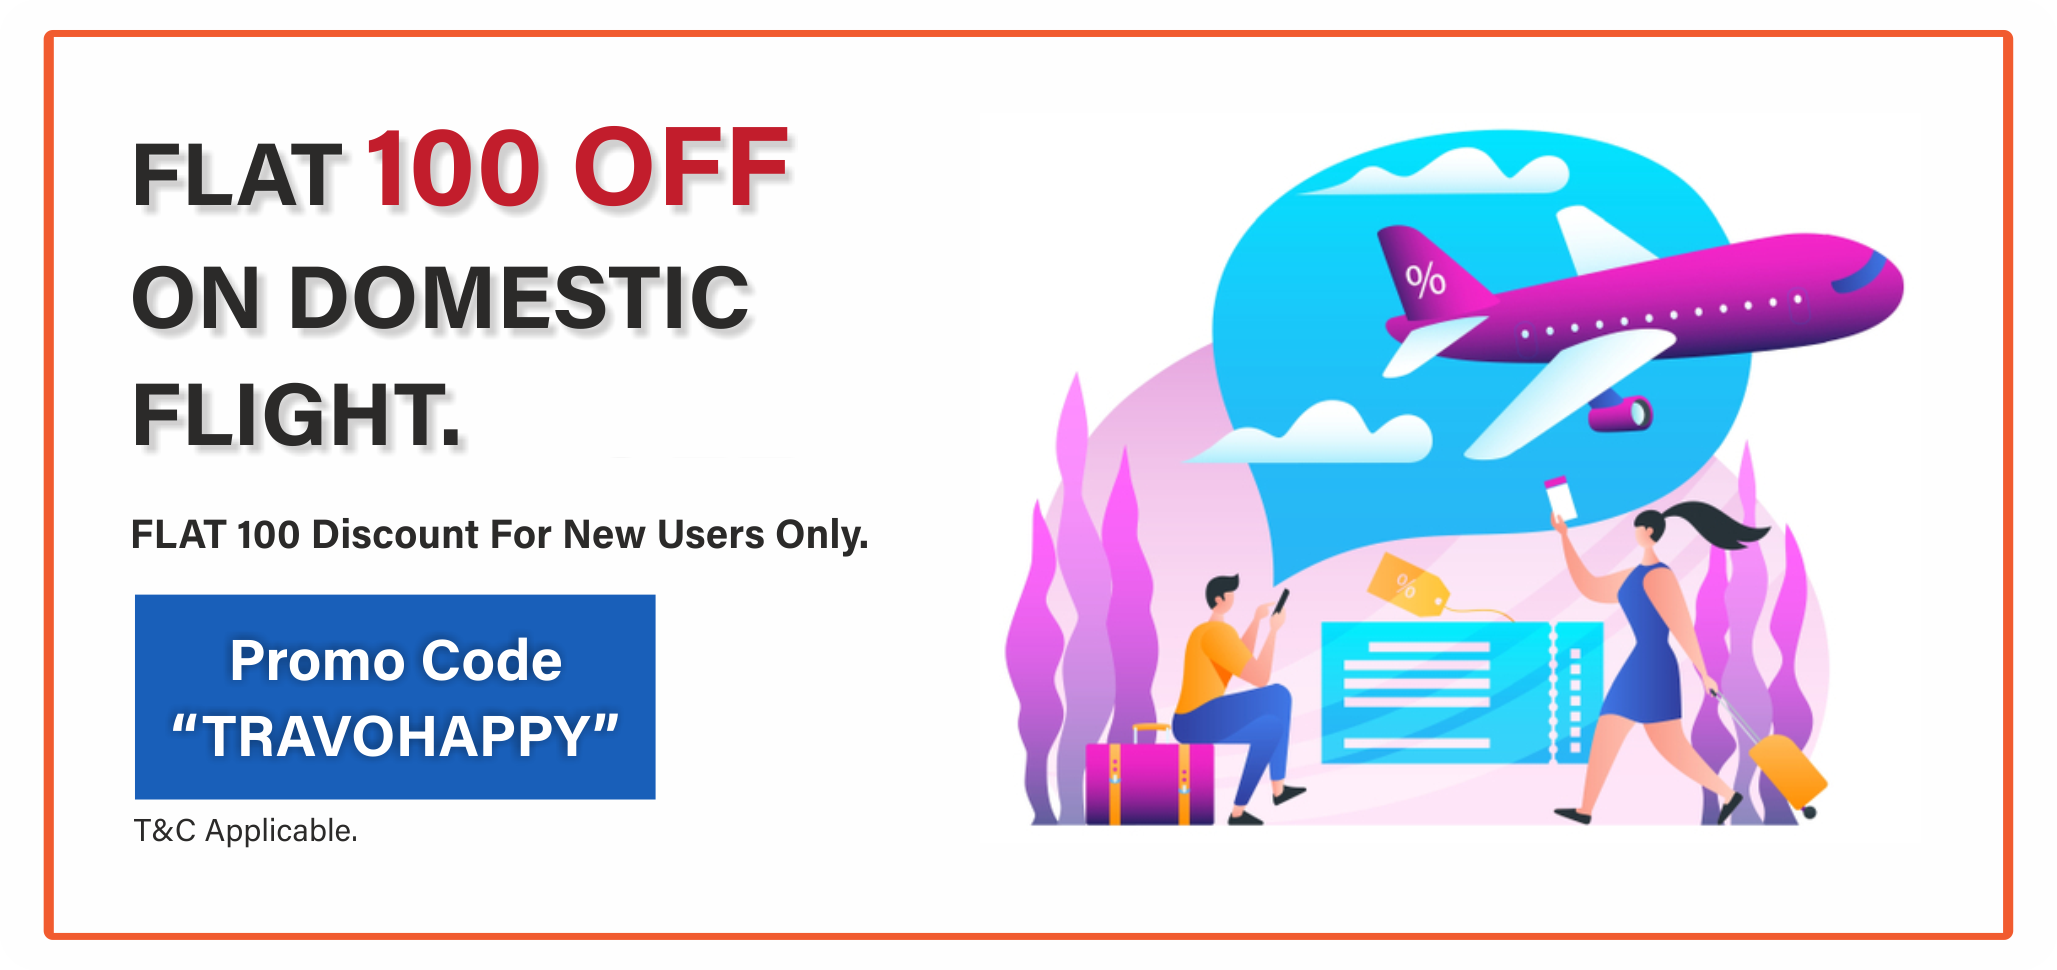 FLAT 100 OFF
ON DOMESTIC
FLIGHT.
FLAT 100 Discount For New Users Only.
Promo Code
“TRAVOHAPPY”
T&C Applicable.
%
%